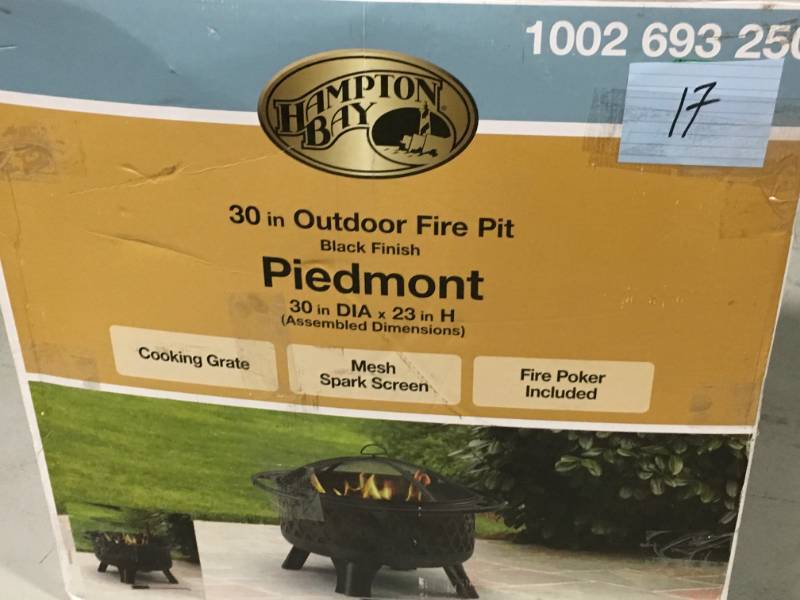 1002 693 250
17
HAMPTON
BAY
30 in Outdoor Fire Pit
Black Finish
Piedmont
30 in DIA x 23 in H
(Assembled Dimensions)
Cooking Grate
Mesh
Spark Screen
Fire Poker
Included